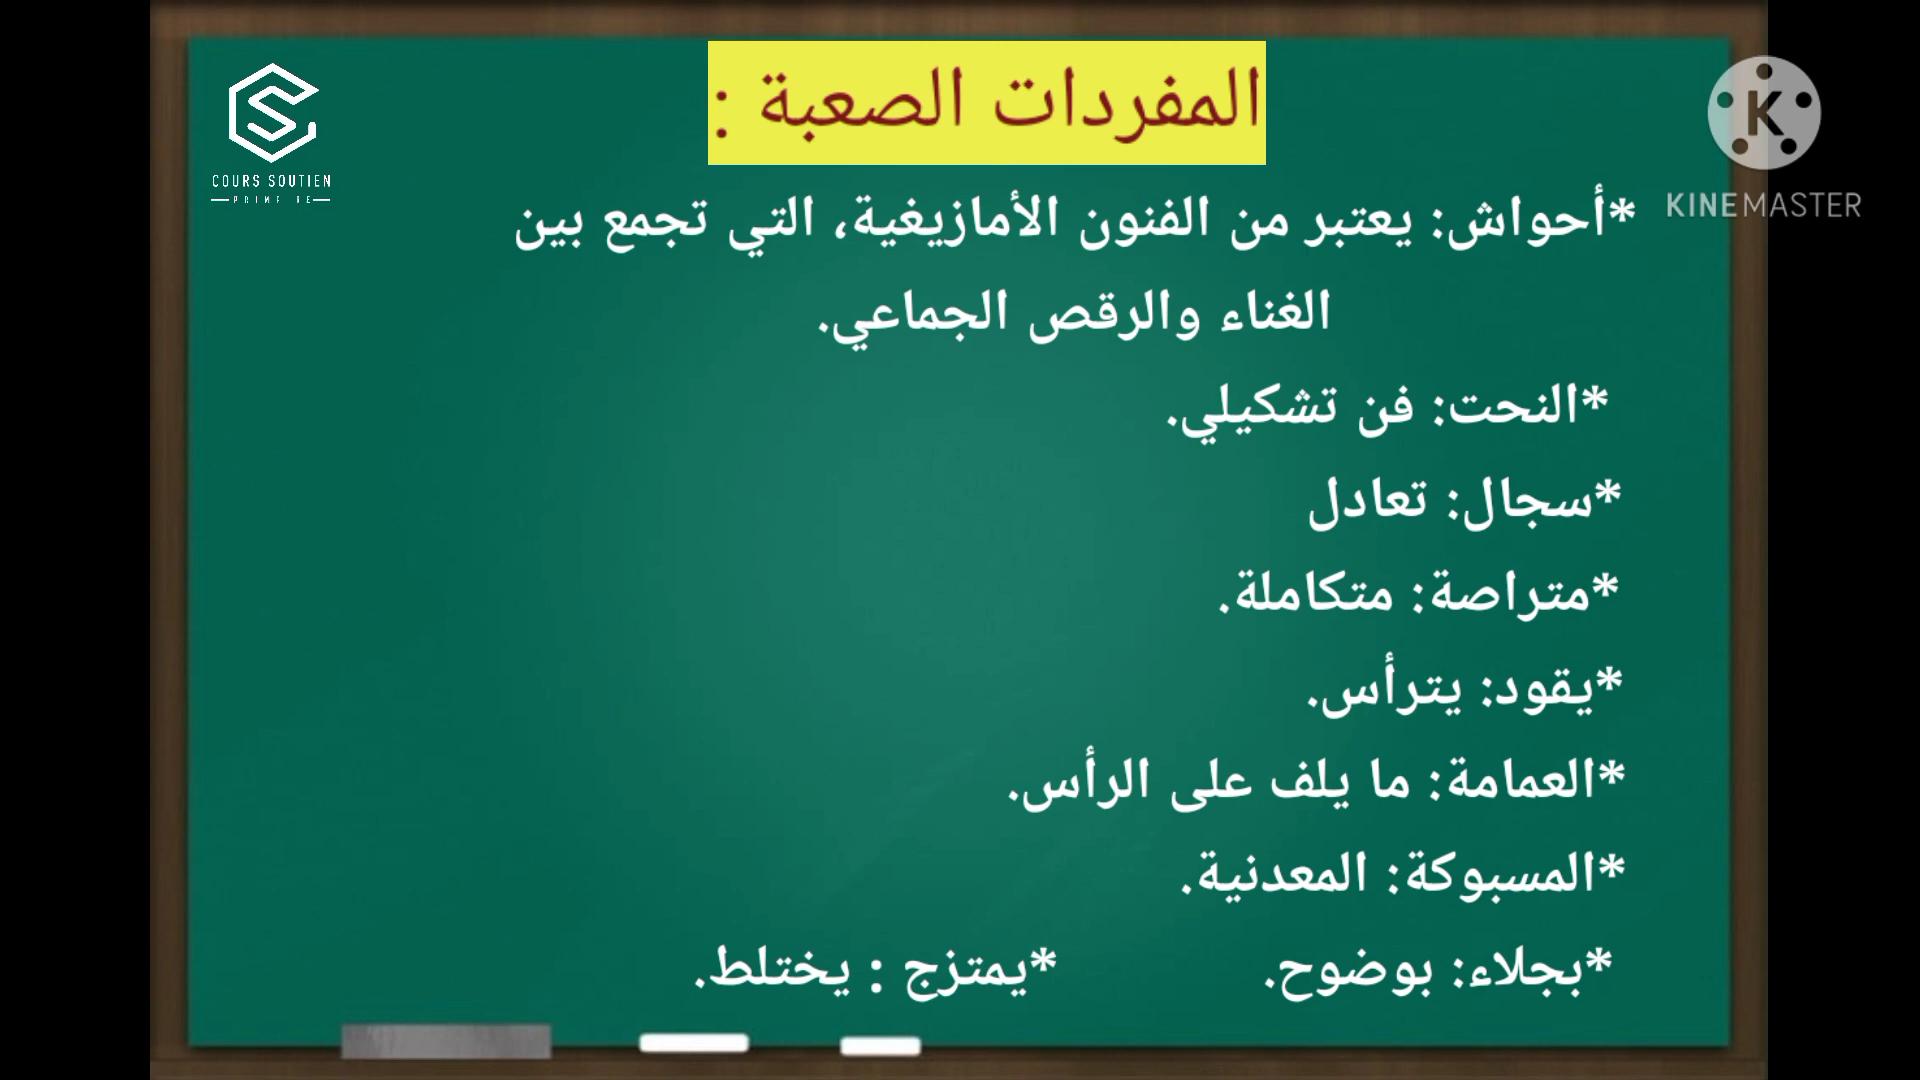 المفردات الصعبة :
*أحواش: يعتبر من الفنون الأمازيغية، التي تجمع بين
الغناء والرقص الجماعي.
*النحت: فن تشكيلي.
*سجال: تعادل
*متراصة: متكاملة.
*يقود: يترأس.
*العمامة: ما يلف على الرأس.
*المسبوكة: المعدنية.
*بجلاء: بوضوح. *يمتزج : يختلط.
COURS SOUTIEN
K
KINEMASTER